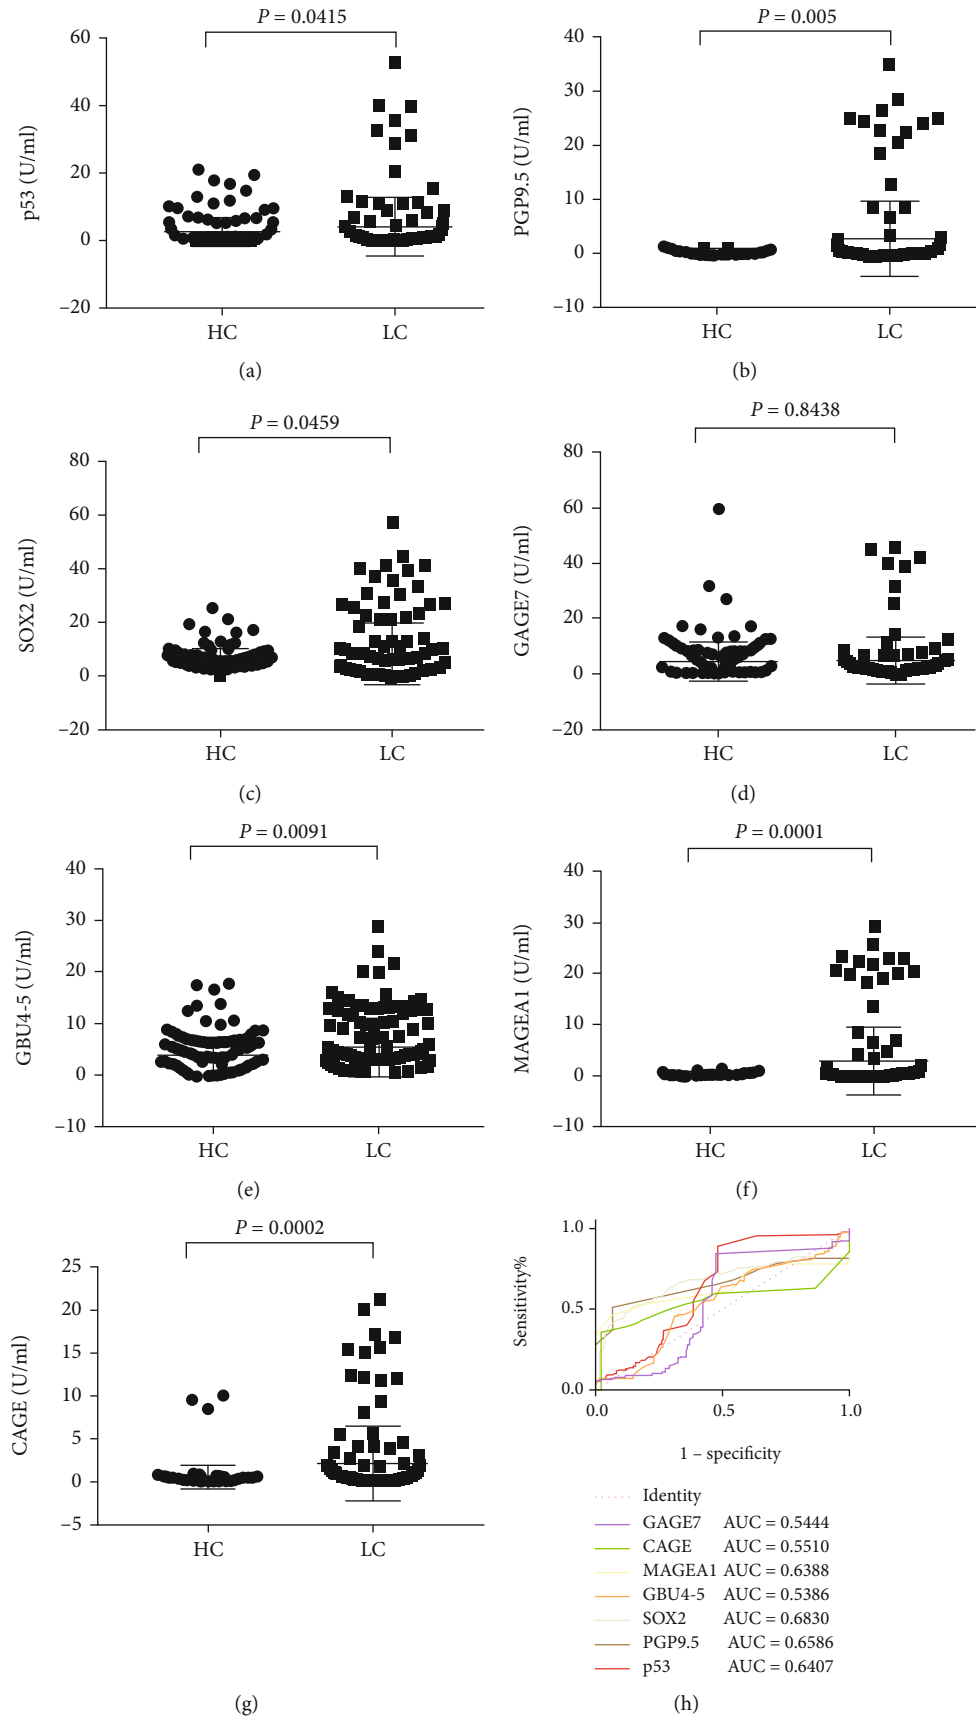 P = 0.0415
60
40
20
0
–20
p53 (U/ml)
HC LC
(a)
P = 0.005
40
30
20
10
0
–10
PGP9.5 (U/ml)
HC LC
(b)
P = 0.0459
80
60
40
20
0
–20
SOX2 (U/ml)
HC LC
(c)
P = 0.8438
80
60
40
20
0
–20
GAGE7 (U/ml)
HC LC
(d)
P = 0.0091
40
30
20
10
0
–10
GBU4-5 (U/ml)
HC LC
(e)
P = 0.0001
40
30
20
10
0
–10
MAGEA1 (U/ml)
HC LC
(f)
P = 0.0002
25
20
15
10
5
0
–5
CAGE (U/ml)
HC LC
(g)
1.0
0.5
0.0
Sensitivity%
0.0 0.5 1.0
1 – specificity
Identity
GAGE7 AUC = 0.5444
CAGE AUC = 0.5510
MAGEA1 AUC = 0.6388
GBU4-5 AUC = 0.5386
SOX2 AUC = 0.6830
PGP9.5 AUC = 0.6586
p53 AUC = 0.6407
(h)